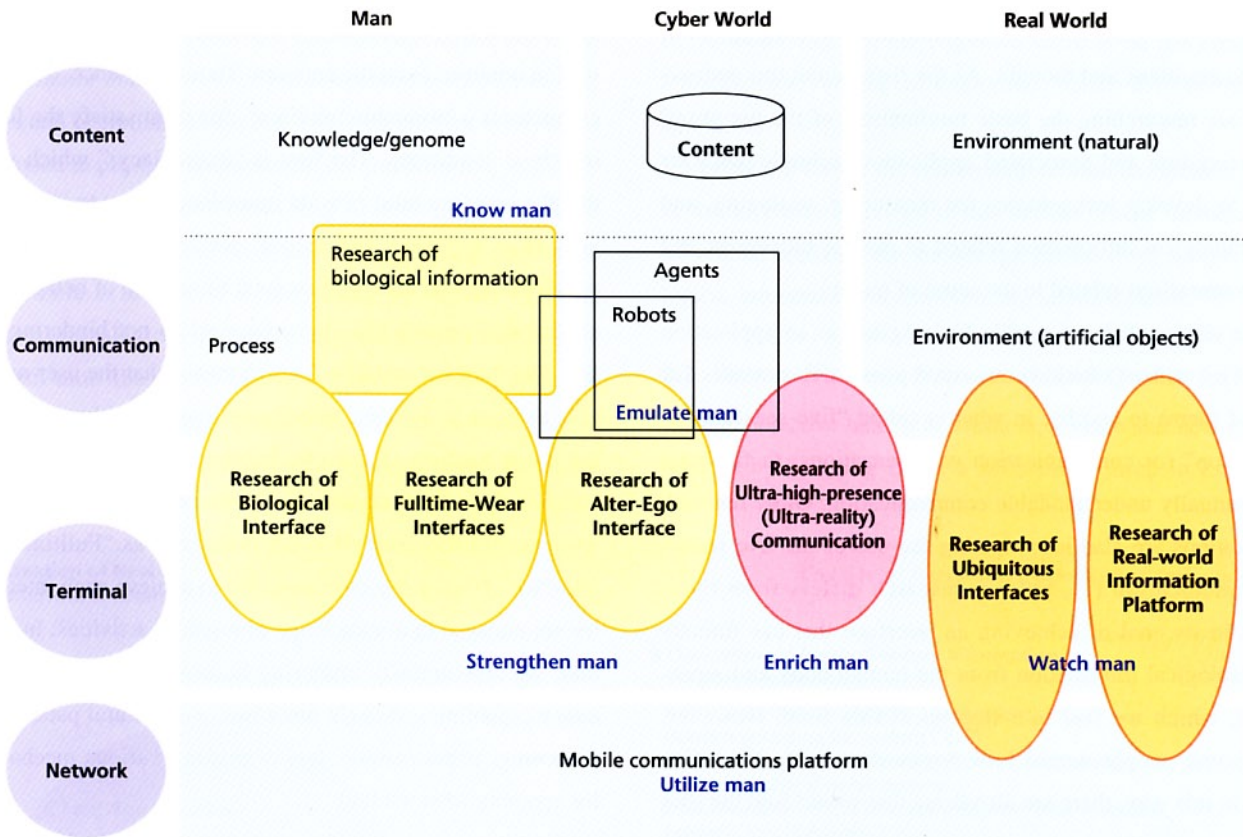 Man
Cyber World
Real World
Content
Knowledge/genome
Content
Environment (natural)
Know man
Research of
biological information
Agents
Robots
Communication
Process
Environment (artificial objects)
Emulate man
Research of
Biological
Interface
Research of
Fulltime-Wear
Interfaces
Research of
Alter-Ego
Interface
Research of
Ultra-high-presence
(Ultra-reality)
Communication
Research of
Ubiquitous
Interfaces
Research of
Real-world
Information
Platform
Terminal
Strengthen man
Enrich man
Watch man
Network
Mobile communications platform
Utilize man